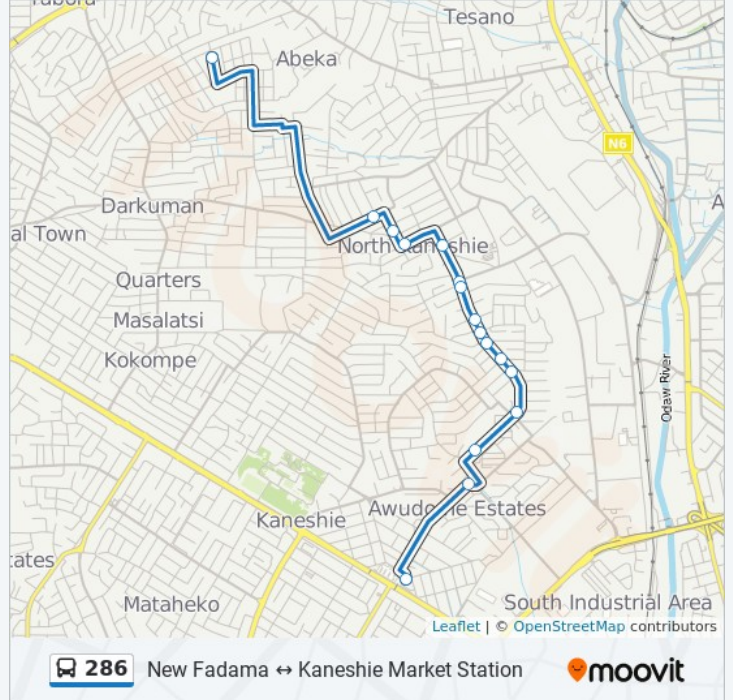 Tesano
Abeka
N6
Darkuman
al Town
North Kaneshie
Quarters
Masalatsi
Kokompe
Odaw River
Awudome Estates
Kaneshie
tates
Mataheko
South Industrial Area
Leaflet | © OpenStreetMap contributors
286 New Fadama ↔ Kaneshie Market Station
moovit